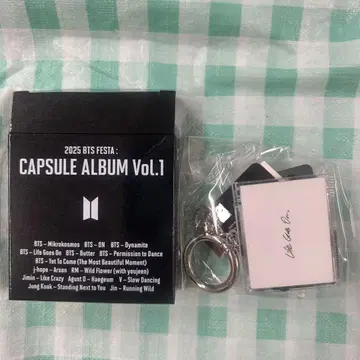 2025 BTS FESTA :
CAPSULE ALBUM Vol.1
BTS – Mikrokosmos BTS – ON BTS – Dynamite
BTS – Life Goes On BTS – Butter BTS – Permission to Dance
BTS – Yet To Come (The Most Beautiful Moment)
j-hope – Arson RM – Wild Flower (with youjeen)
Jimin – Like Crazy Agust D – Haegeum V – Slow Dancing
Jung Kook – Standing Next to You Jin – Running Wild
Life Goes On